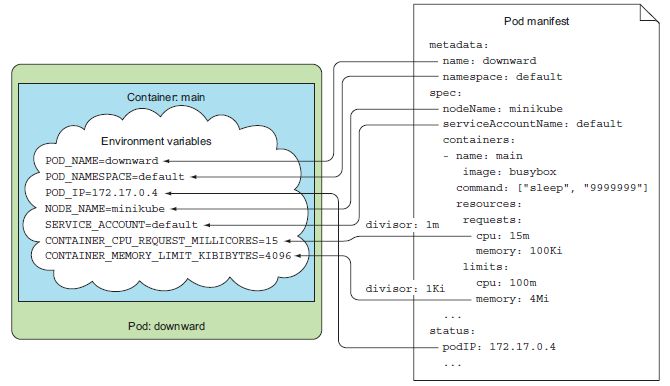 Pod manifest
metadata:
name: downward
namespace: default
spec:
nodeName: minikube
serviceAccountName: default
containers:
- name: main
image: busybox
command: ["sleep", "9999999"]
resources:
requests:
cpu: 15m
memory: 100Ki
limits:
cpu: 100m
memory: 4Mi
...
status:
podIP: 172.17.0.4
...
Container: main
Environment variables
POD_NAME=downward
POD_NAMESPACE=default
POD_IP=172.17.0.4
NODE_NAME=minikube
SERVICE_ACCOUNT=default
CONTAINER_CPU_REQUEST_MILLICORES=15
CONTAINER_MEMORY_LIMIT_KIBIBYTES=4096
Pod: downward
divisor: 1m
divisor: 1Ki